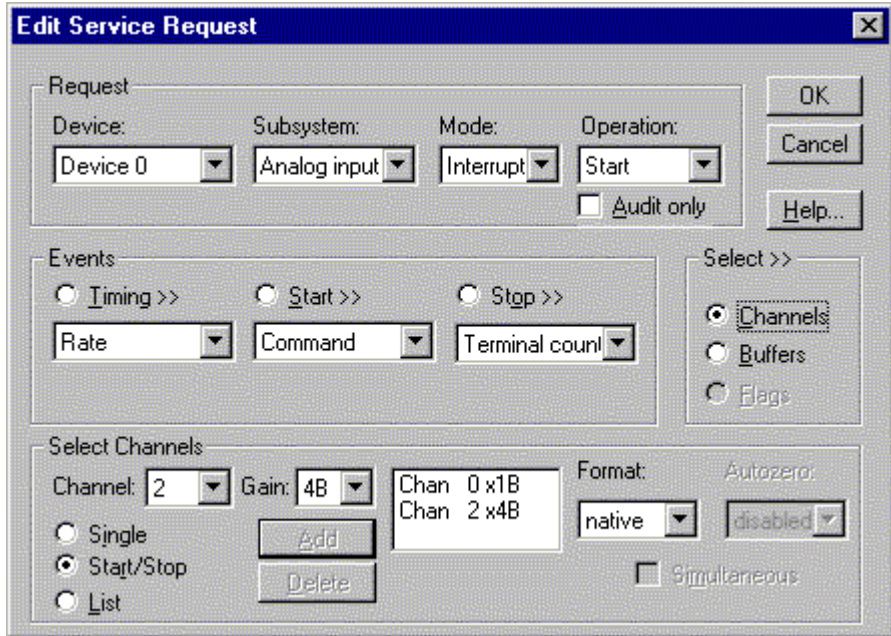 Edit Service Request
Request
OK
Device: Subsystem: Mode: Operation:
Cancel
Device 0 Analog input Interrupt Start
Audit only
Help...
Events
Select >>
Timing >> Start >> Stop >>
Channels
Rate Command Terminal count
Buffers
Flags
Select Channels
Channel: 2 Gain: 4B
Format: Autozero:
Chan 0 x1B
Chan 2 x4B
native disabled
Single
Add
Start/Stop
Delete
Simultaneous
List